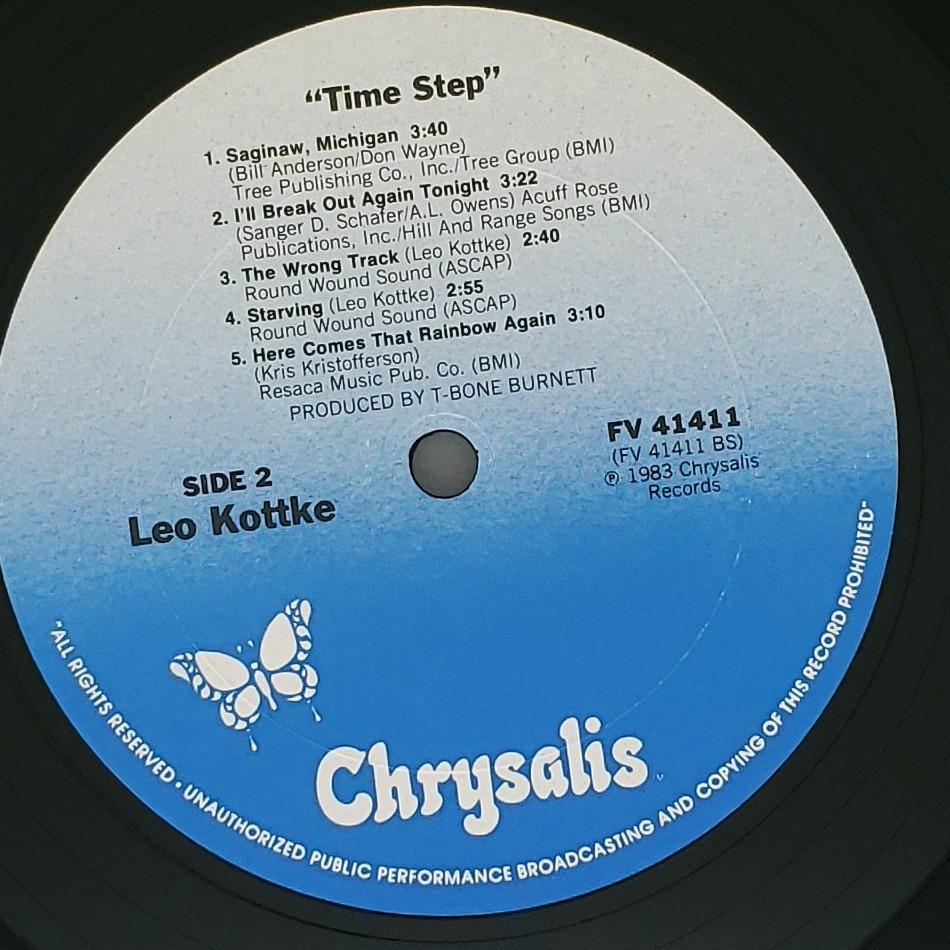 “Time Step”
1. Saginaw, Michigan 3:40
(Bill Anderson/Don Wayne)
Tree Publishing Co., Inc./Tree Group (BMI)
2. I'll Break Out Again Tonight 3:22
(Sanger D. Schafer/A.L. Owens) Acuff Rose
Publications, Inc./Hill And Range Songs (BMI)
3. The Wrong Track (Leo Kottke) 2:40
Round Wound Sound (ASCAP)
4. Starving (Leo Kottke) 2:55
Round Wound Sound (ASCAP)
5. Here Comes That Rainbow Again 3:10
(Kris Kristofferson)
Resaca Music Pub. Co. (BMI)
PRODUCED BY T-BONE BURNETT
SIDE 2
Leo Kottke
FV 41411
(FV 41411 BS)
℗ 1983 Chrysalis
Records
Chrysalis
"ALL RIGHTS RESERVED • UNAUTHORIZED PUBLIC PERFORMANCE BROADCASTING AND COPYING OF THIS RECORD PROHIBITED"